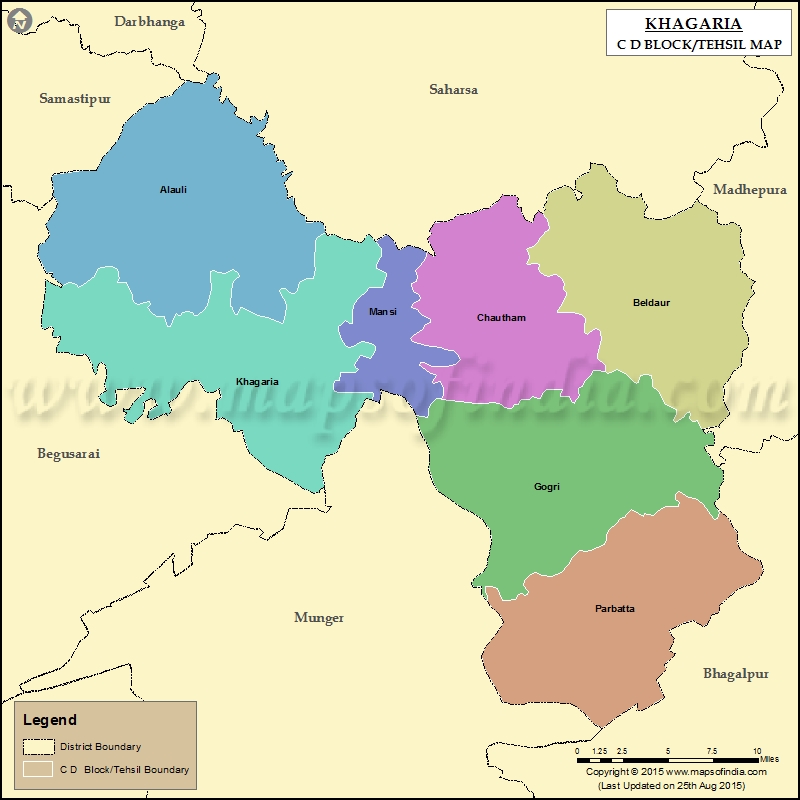 N
Darbhanga
KHAGARIA
C D BLOCK/TEHSIL MAP
Samastipur
Saharsa
Alauli
Madhepura
Beldaur
Mansi
Chautham
Khagaria
www.mapsofindia.com
Begusarai
Gogri
Parbatta
Munger
Bhagalpur
Legend
District Boundary
C D Block/Tehsil Boundary
0 1.25 2.5 5 7.5 10
Miles
Copyright © 2015 www.mapsofindia.com
(Last Updated on 25th Aug 2015)